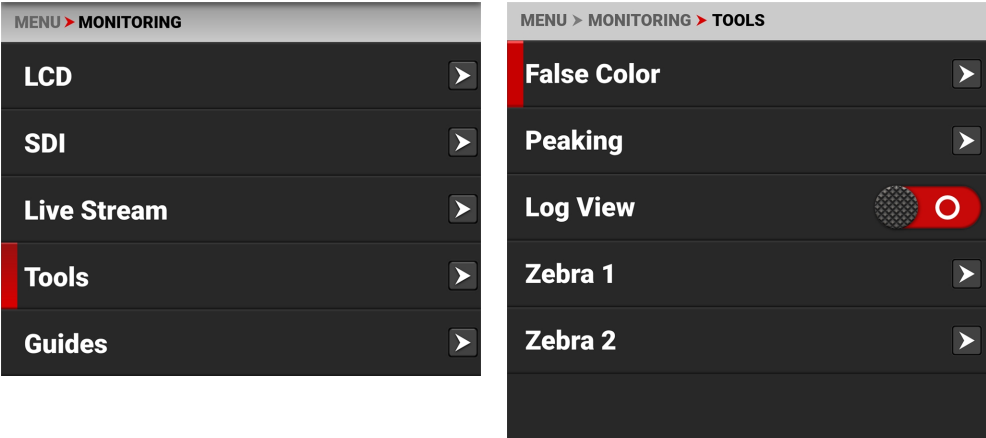 MENU > MONITORING
LCD
SDI
Live Stream
Tools
Guides
MENU > MONITORING > TOOLS
False Color
Peaking
Log View
Zebra 1
Zebra 2